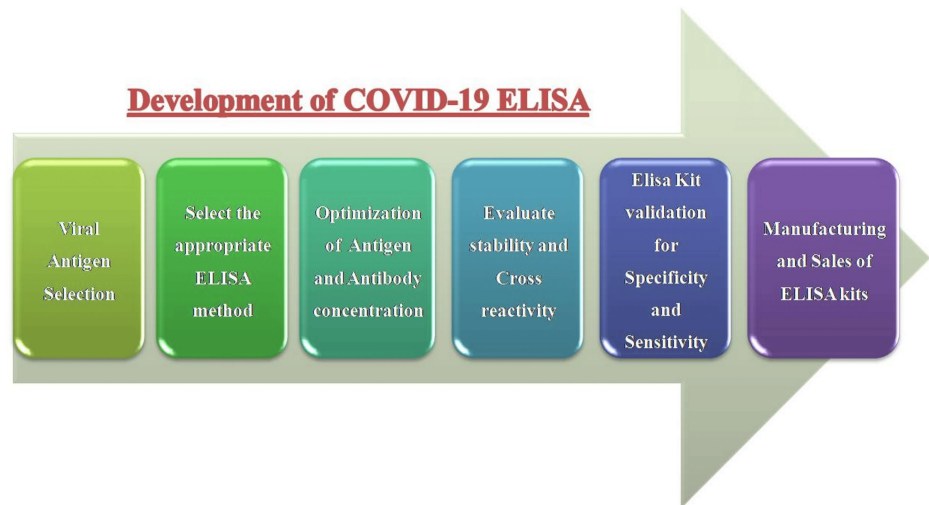 Development of COVID-19 ELISA
Viral
Antigen
Selection
Select the
appropriate
ELISA
method
Optimization
of Antigen
and Antibody
concentration
Evaluate
stability and
Cross
reactivity
Elisa Kit
validation
for
Specificity
and
Sensitivity
Manufacturing
and Sales of
ELISA kits